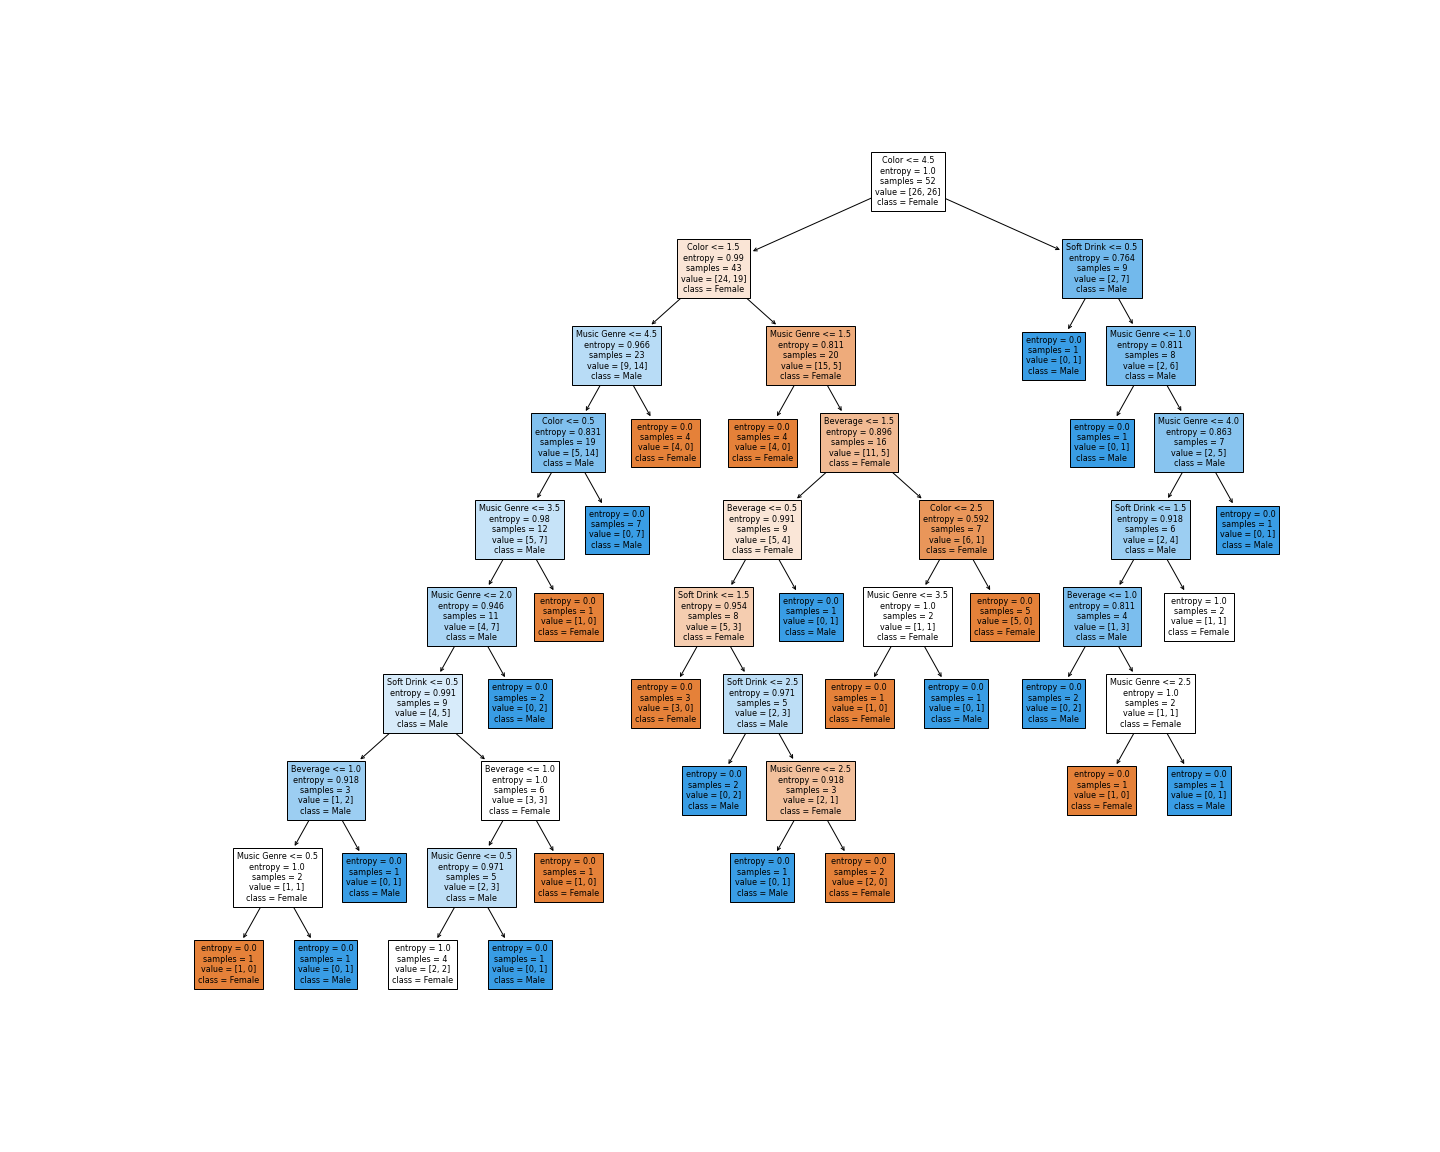 Color <= 4.5
entropy = 1.0
samples = 52
value = [26, 26]
class = Female
Color <= 1.5
entropy = 0.99
samples = 43
value = [24, 19]
class = Female
Soft Drink <= 0.5
entropy = 0.764
samples = 9
value = [2, 7]
class = Male
Music Genre <= 4.5
entropy = 0.966
samples = 23
value = [9, 14]
class = Male
Music Genre <= 1.5
entropy = 0.811
samples = 20
value = [15, 5]
class = Female
entropy = 0.0
samples = 1
value = [0, 1]
class = Male
Music Genre <= 1.0
entropy = 0.811
samples = 8
value = [2, 6]
class = Male
Color <= 0.5
entropy = 0.831
samples = 19
value = [5, 14]
class = Male
entropy = 0.0
samples = 4
value = [4, 0]
class = Female
entropy = 0.0
samples = 4
value = [4, 0]
class = Female
Beverage <= 1.5
entropy = 0.896
samples = 16
value = [11, 5]
class = Female
entropy = 0.0
samples = 1
value = [0, 1]
class = Male
Music Genre <= 4.0
entropy = 0.863
samples = 7
value = [2, 5]
class = Male
Music Genre <= 3.5
entropy = 0.98
samples = 12
value = [5, 7]
class = Male
entropy = 0.0
samples = 7
value = [0, 7]
class = Male
Beverage <= 0.5
entropy = 0.991
samples = 9
value = [5, 4]
class = Female
Color <= 2.5
entropy = 0.592
samples = 7
value = [6, 1]
class = Female
Soft Drink <= 1.5
entropy = 0.918
samples = 6
value = [2, 4]
class = Male
entropy = 0.0
samples = 1
value = [0, 1]
class = Male
Music Genre <= 2.0
entropy = 0.946
samples = 11
value = [4, 7]
class = Male
entropy = 0.0
samples = 1
value = [1, 0]
class = Female
Soft Drink <= 1.5
entropy = 0.954
samples = 8
value = [5, 3]
class = Female
entropy = 0.0
samples = 1
value = [0, 1]
class = Male
Music Genre <= 3.5
entropy = 1.0
samples = 2
value = [1, 1]
class = Female
entropy = 0.0
samples = 5
value = [5, 0]
class = Female
Beverage <= 1.0
entropy = 0.811
samples = 4
value = [1, 3]
class = Male
entropy = 1.0
samples = 2
value = [1, 1]
class = Female
Soft Drink <= 0.5
entropy = 0.991
samples = 9
value = [4, 5]
class = Male
entropy = 0.0
samples = 2
value = [0, 2]
class = Male
entropy = 0.0
samples = 3
value = [3, 0]
class = Female
Soft Drink <= 2.5
entropy = 0.971
samples = 5
value = [2, 3]
class = Male
entropy = 0.0
samples = 1
value = [1, 0]
class = Female
entropy = 0.0
samples = 1
value = [0, 1]
class = Male
entropy = 0.0
samples = 2
value = [0, 2]
class = Male
Music Genre <= 2.5
entropy = 1.0
samples = 2
value = [1, 1]
class = Female
Beverage <= 1.0
entropy = 0.918
samples = 3
value = [1, 2]
class = Male
Beverage <= 1.0
entropy = 1.0
samples = 6
value = [3, 3]
class = Female
entropy = 0.0
samples = 2
value = [0, 2]
class = Male
Music Genre <= 2.5
entropy = 0.918
samples = 3
value = [2, 1]
class = Female
entropy = 0.0
samples = 1
value = [1, 0]
class = Female
entropy = 0.0
samples = 1
value = [0, 1]
class = Male
Music Genre <= 0.5
entropy = 1.0
samples = 2
value = [1, 1]
class = Female
entropy = 0.0
samples = 1
value = [0, 1]
class = Male
Music Genre <= 0.5
entropy = 0.971
samples = 5
value = [2, 3]
class = Male
entropy = 0.0
samples = 1
value = [1, 0]
class = Female
entropy = 0.0
samples = 1
value = [0, 1]
class = Male
entropy = 0.0
samples = 2
value = [2, 0]
class = Female
entropy = 0.0
samples = 1
value = [1, 0]
class = Female
entropy = 0.0
samples = 1
value = [0, 1]
class = Male
entropy = 1.0
samples = 4
value = [2, 2]
class = Female
entropy = 0.0
samples = 1
value = [0, 1]
class = Male